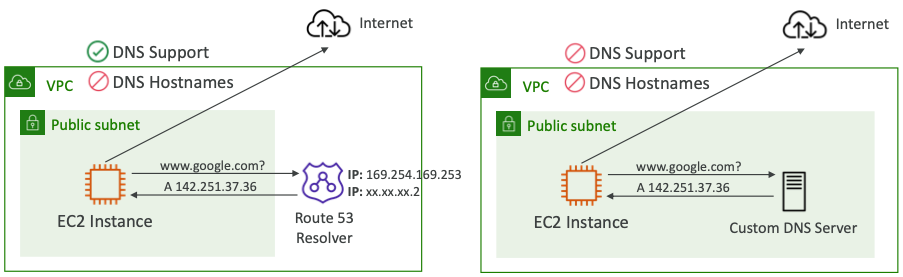 Internet
DNS Support
DNS Hostnames
VPC
Public subnet
www.google.com?
A 142.251.37.36
IP: 169.254.169.253
IP: xx.xx.xx.2
EC2 Instance
Route 53
Resolver
Internet
DNS Support
DNS Hostnames
VPC
Public subnet
www.google.com?
A 142.251.37.36
EC2 Instance
Custom DNS Server